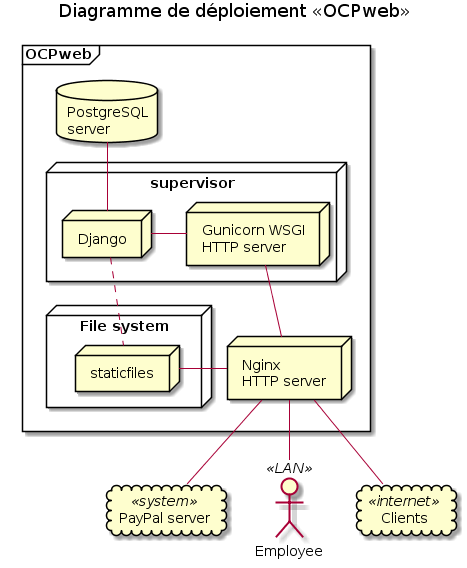 Diagramme de déploiement «OCPweb»
OCPweb
PostgreSQL
server
supervisor
Django
Gunicorn WSGI
HTTP server
File system
staticfiles
Nginx
HTTP server
«LAN»
«system»
PayPal server
«internet»
Clients
Employee